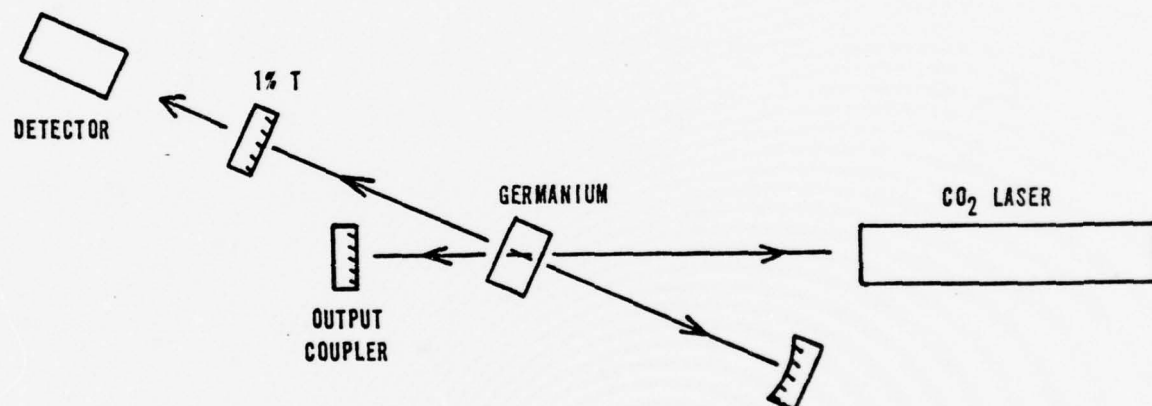 1% T
DETECTOR
GERMANIUM
CO₂ LASER
OUTPUT
COUPLER